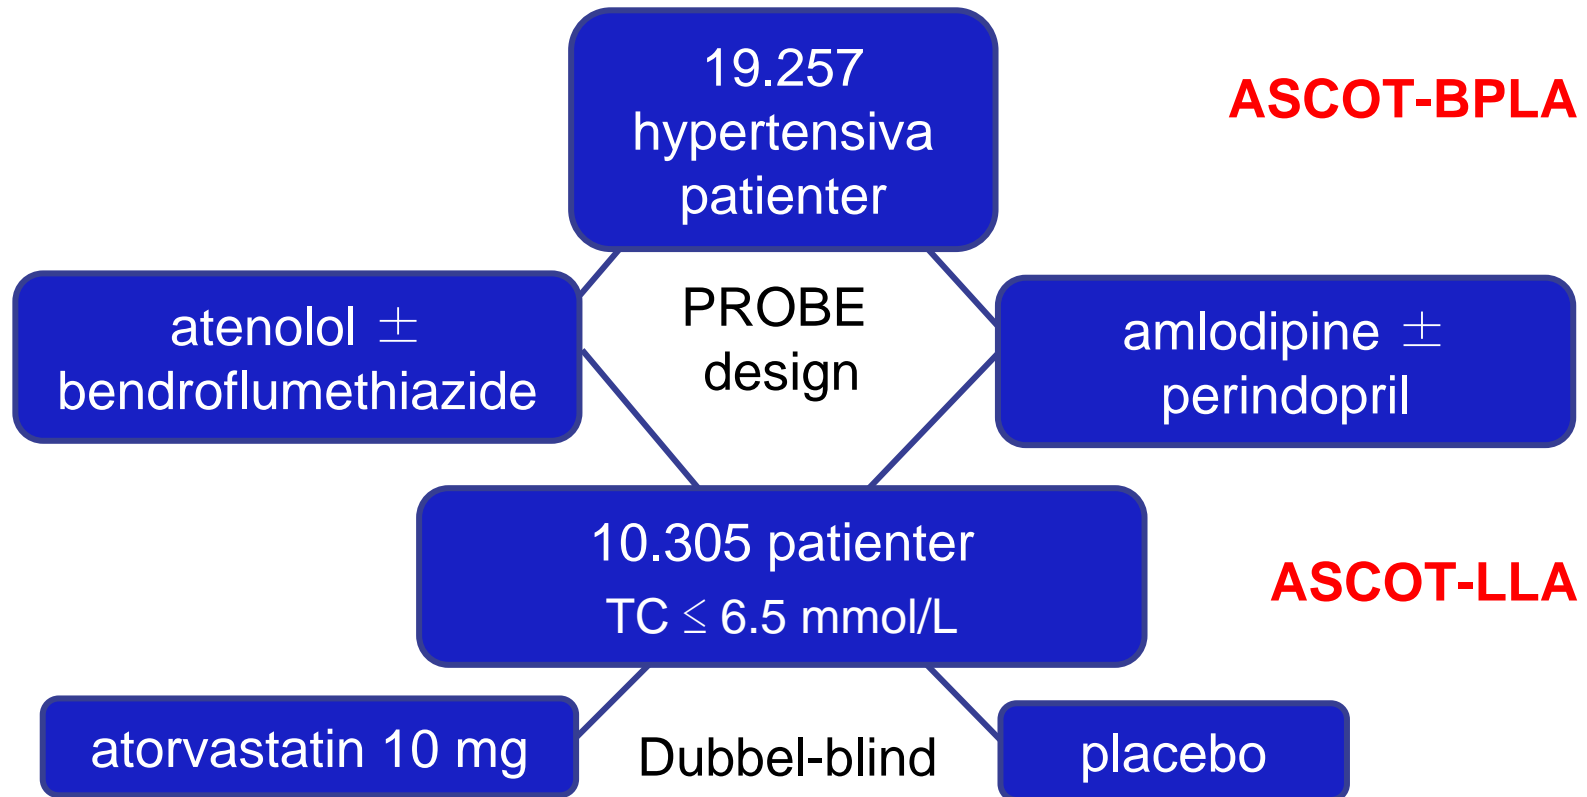 19.257
hypertensiva
patienter
ASCOT-BPLA
atenolol ±
bendroflumethiazide
PROBE
design
amlodipine ±
perindopril
10.305 patienter
TC ≤ 6.5 mmol/L
ASCOT-LLA
atorvastatin 10 mg
Dubbel-blind
placebo